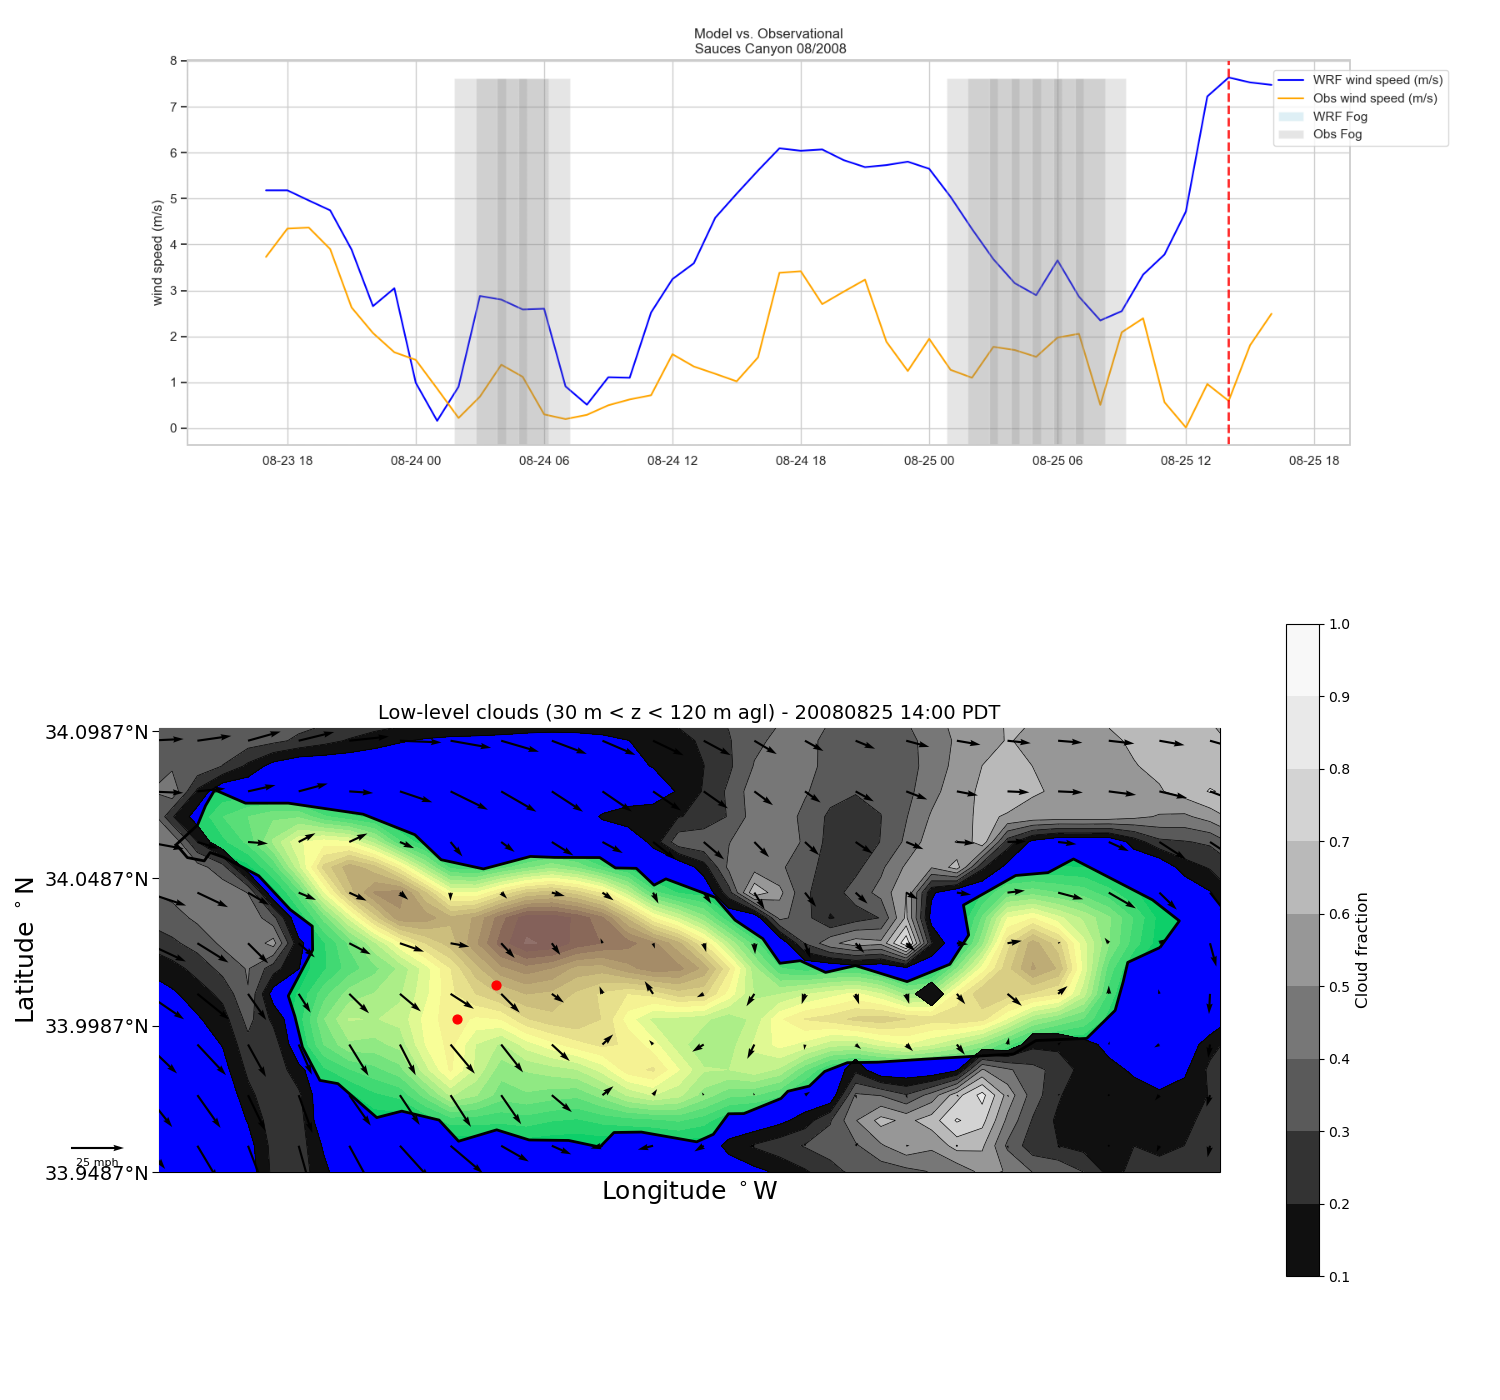 Model vs. Observational
Sauces Canyon 08/2008
8
7
6
5
4
3
2
1
0
wind speed (m/s)
WRF wind speed (m/s)
Obs wind speed (m/s)
WRF Fog
Obs Fog
08-23 18
08-24 00
08-24 06
08-24 12
08-24 18
08-25 00
08-25 06
08-25 12
08-25 18
Low-level clouds (30 m < z < 120 m agl) - 20080825 14:00 PDT
34.0987°N
34.0487°N
33.9987°N
33.9487°N
Latitude °N
25 mph
Longitude °W
1.0
0.9
0.8
0.7
0.6
0.5
0.4
0.3
0.2
0.1
Cloud fraction